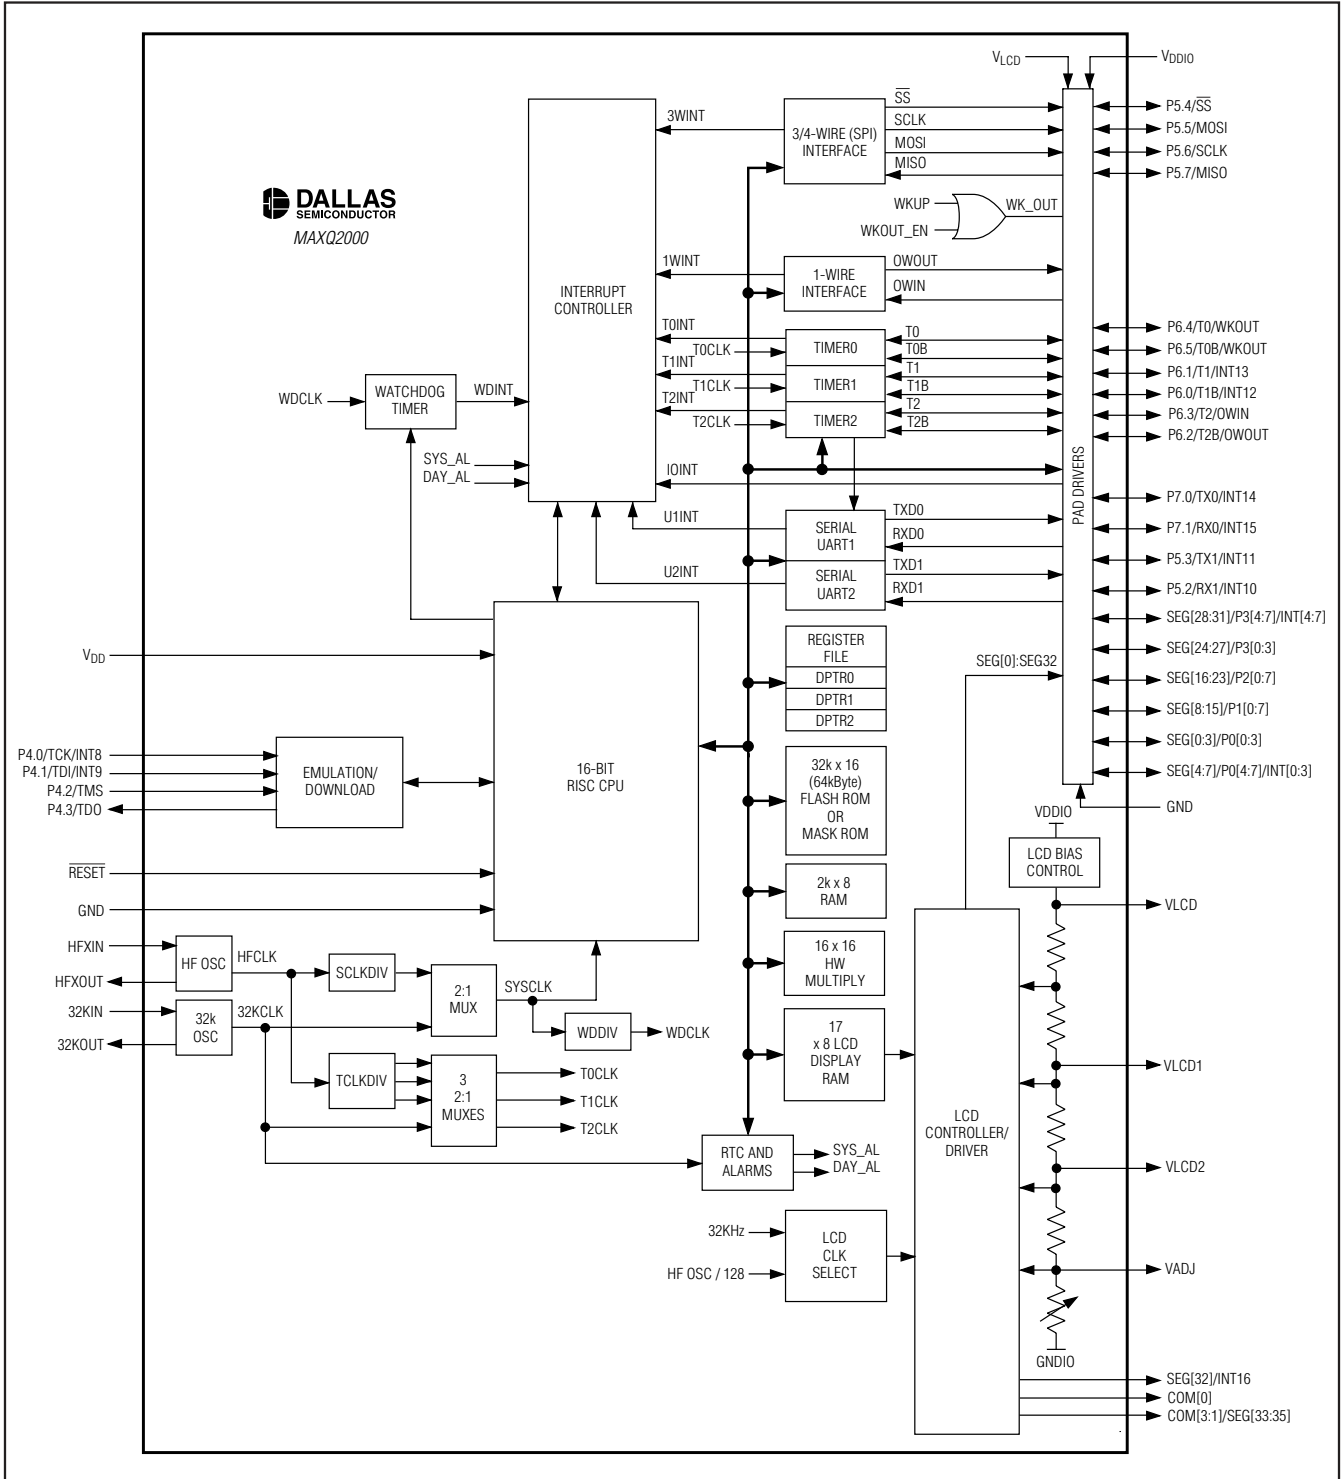 V_LCD
V_DDIO
DALLAS
SEMICONDUCTOR
MAXQ2000
INTERRUPT
CONTROLLER
3WINT
1WINT
T0INT
T0CLK
T1INT
T1CLK
T2INT
T2CLK
IOINT
U1INT
U2INT
WDCLK
WATCHDOG
TIMER
WDINT
SYS_AL
DAY_AL
3/4-WIRE (SPI)
INTERFACE
S̅S̅
SCLK
MOSI
MISO
WKUP
WKOUT_EN
WK_OUT
1-WIRE
INTERFACE
OWOUT
OWIN
TIMER0
TIMER1
TIMER2
T0
T0B
T1
T1B
T2
T2B
SERIAL
UART1
SERIAL
UART2
TXD0
RXD0
TXD1
RXD1
PAD DRIVERS
P5.4/S̅S̅
P5.5/MOSI
P5.6/SCLK
P5.7/MISO
P6.4/T0/WKOUT
P6.5/T0B/WKOUT
P6.1/T1/INT13
P6.0/T1B/INT12
P6.3/T2/OWIN
P6.2/T2B/OWOUT
P7.0/TX0/INT14
P7.1/RX0/INT15
P5.3/TX1/INT11
P5.2/RX1/INT10
SEG[28:31]/P3[4:7]/INT[4:7]
SEG[24:27]/P3[0:3]
SEG[16:23]/P2[0:7]
SEG[8:15]/P1[0:7]
SEG[0:3]/P0[0:3]
SEG[4:7]/P0[4:7]/INT[0:3]
GND
V_DD
P4.0/TCK/INT8
P4.1/TDI/INT9
P4.2/TMS
P4.3/TDO
EMULATION/
DOWNLOAD
16-BIT
RISC CPU
R̅E̅S̅E̅T̅
GND
REGISTER
FILE
DPTR0
DPTR1
DPTR2
SEG[0]:SEG32
32k x 16
(64kByte)
FLASH ROM
OR
MASK ROM
2k x 8
RAM
16 x 16
HW
MULTIPLY
17
x 8 LCD
DISPLAY
RAM
HFXIN
HFXOUT
HF OSC
HFCLK
32KIN
32KOUT
32k
OSC
32KCLK
SCLKDIV
2:1
MUX
SYSCLK
WDDIV
WDCLK
TCLKDIV
3
2:1
MUXES
T0CLK
T1CLK
T2CLK
RTC AND
ALARMS
SYS_AL
DAY_AL
32KHz
HF OSC / 128
LCD
CLK
SELECT
LCD
CONTROLLER/
DRIVER
VDDIO
LCD BIAS
CONTROL
VLCD
VLCD1
VLCD2
VADJ
GNDIO
SEG[32]/INT16
COM[0]
COM[3:1]/SEG[33:35]